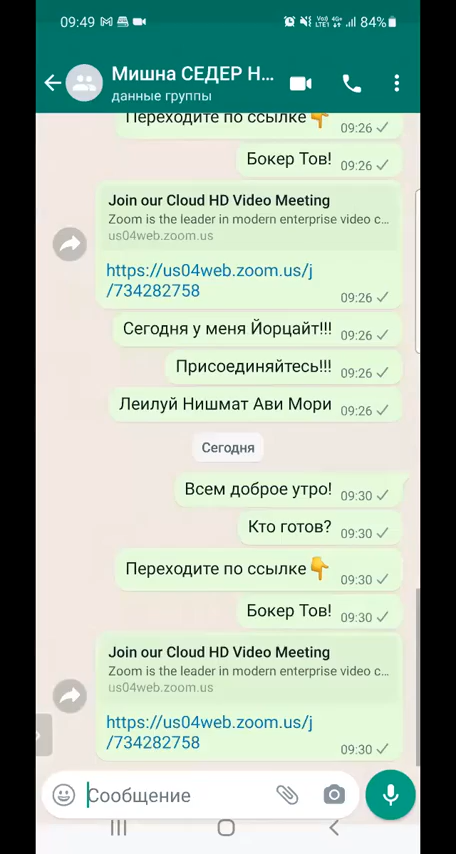 09:49 84%
Мишна СЕДЕР Н...
данные группы
Переходите по ссылке👇 09:26
Бокер Тов! 09:26
Join our Cloud HD Video Meeting
Zoom is the leader in modern enterprise video c...
us04web.zoom.us
https://us04web.zoom.us/j
/734282758 09:26
Сегодня у меня Йорцайт!!! 09:26
Присоединяйтесь!!! 09:26
Леилуй Нишмат Ави Мори 09:26
Сегодня
Всем доброе утро! 09:30
Кто готов? 09:30
Переходите по ссылке👇 09:30
Бокер Тов! 09:30
Join our Cloud HD Video Meeting
Zoom is the leader in modern enterprise video c...
us04web.zoom.us
https://us04web.zoom.us/j
/734282758 09:30
Сообщение